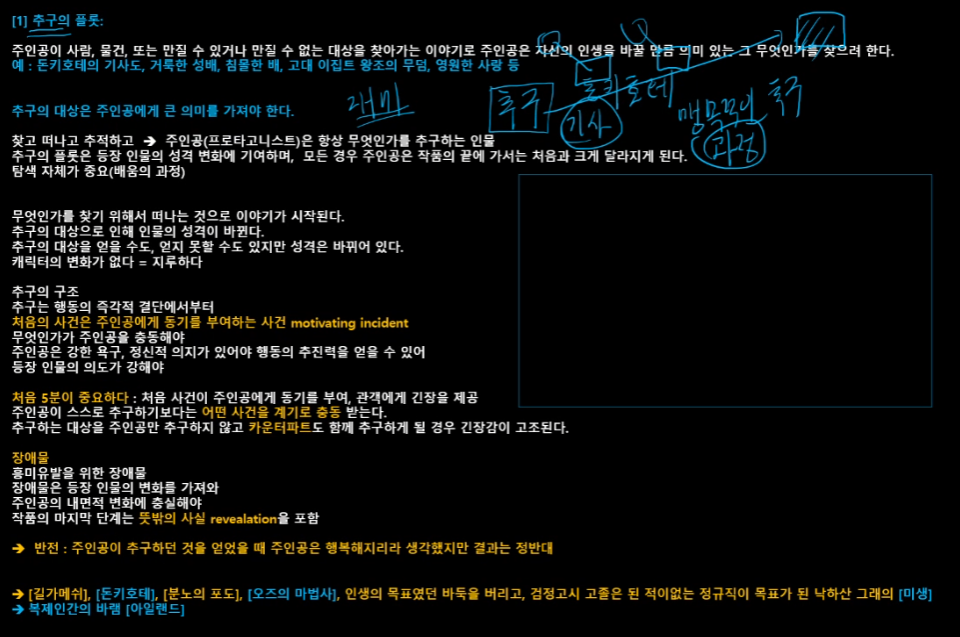 [1] 추구의 플롯:
주인공이 사람, 물건, 또는 만질 수 있거나 만질 수 없는 대상을 찾아가는 이야기로 주인공은 자신의 인생을 바꿀 만큼 의미 있는 그 무엇인가를 찾으려 한다.
예 : 돈키호테의 기사도, 거룩한 성배, 침몰한 배, 고대 이집트 왕조의 무덤, 영원한 사랑 등
추구의 대상은 주인공에게 큰 의미를 가져야 한다.
추구 돈키호테
기사
맹목적인 추구
과정
찾고 떠나고 추적하고 ➔ 주인공(프로타고니스트)은 항상 무엇인가를 추구하는 인물
추구의 플롯은 등장 인물의 성격 변화에 기여하며, 모든 경우 주인공은 작품의 끝에 가서는 처음과 크게 달라지게 된다.
탐색 자체가 중요(배움의 과정)
무엇인가를 찾기 위해서 떠나는 것으로 이야기가 시작된다.
추구의 대상으로 인해 인물의 성격이 바뀐다.
추구의 대상을 얻을 수도, 얻지 못할 수도 있지만 성격은 바뀌어 있다.
캐릭터의 변화가 없다 = 지루하다
추구의 구조
추구는 행동의 즉각적 결단에서부터
처음의 사건은 주인공에게 동기를 부여하는 사건 motivating incident
무엇인가가 주인공을 충동해야
주인공은 강한 욕구, 정신적 의지가 있어야 행동의 추진력을 얻을 수 있어
등장 인물의 의도가 강해야
처음 5분이 중요하다 : 처음 사건이 주인공에게 동기를 부여, 관객에게 긴장을 제공
주인공이 스스로 추구하기보다는 어떤 사건을 계기로 충동 받는다.
추구하는 대상을 주인공만 추구하지 않고 카운터파트도 함께 추구하게 될 경우 긴장감이 고조된다.
장애물
흥미유발을 위한 장애물
장애물은 등장 인물의 변화를 가져와
주인공의 내면적 변화에 충실해야
작품의 마지막 단계는 뜻밖의 사실 revealation을 포함
➔ 반전 : 주인공이 추구하던 것을 얻었을 때 주인공은 행복해지리라 생각했지만 결과는 정반대
➔ [길가메쉬], [돈키호테], [분노의 포도], [오즈의 마법사], 인생의 목표였던 바둑을 버리고, 검정고시 고졸은 된 적이없는 정규직이 목표가 된 낙하산 그래의 [미생]
➔ 복제인간의 바램 [아일랜드]